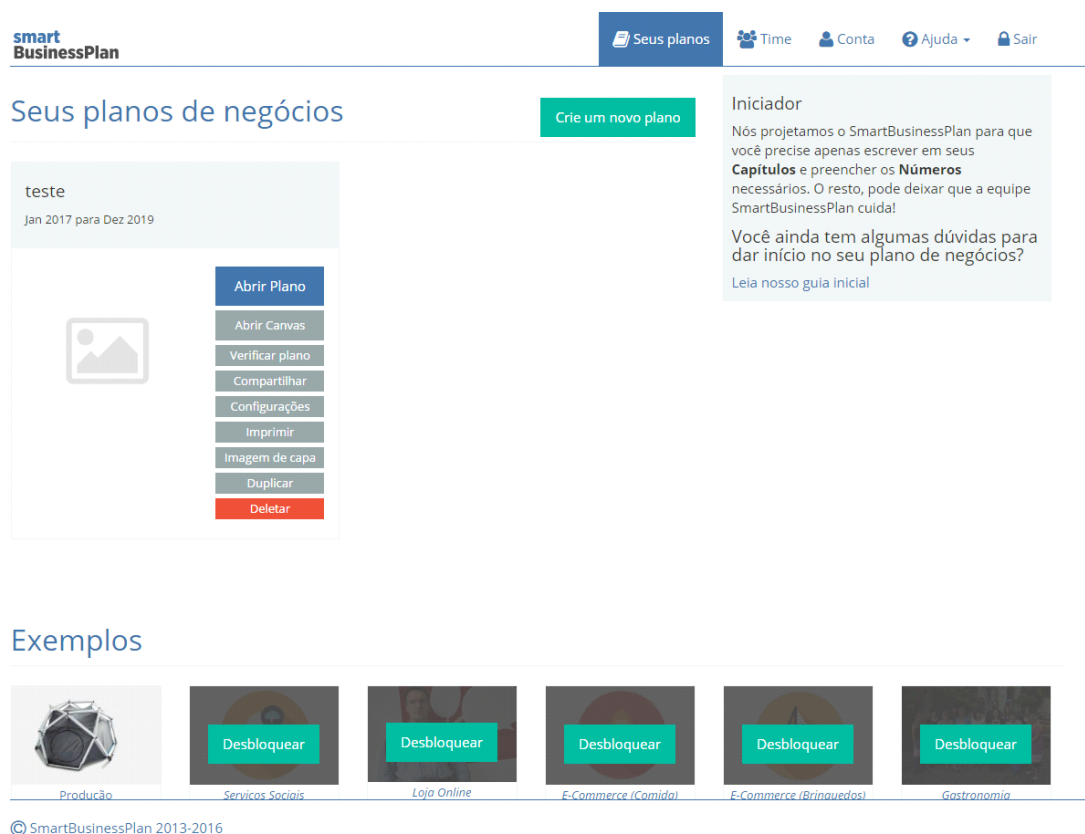 smart
BusinessPlan
Seus planos
Time
Conta
Ajuda
Sair
Seus planos de negócios
Crie um novo plano
teste
Jan 2017 para Dez 2019
Abrir Plano
Abrir Canvas
Verificar plano
Compartilhar
Configurações
Imprimir
Imagem de capa
Duplicar
Deletar
Iniciador
Nós projetamos o SmartBusinessPlan para que
você precise apenas escrever em seus
Capítulos e preencher os Números
necessários. O resto, pode deixar que a equipe
SmartBusinessPlan cuida!
Você ainda tem algumas dúvidas para
dar início no seu plano de negócios?
Leia nosso guia inicial
Exemplos
Desbloquear
Desbloquear
Desbloquear
Desbloquear
Desbloquear
Produção
Serviços Sociais
Loja Online
E-Commerce (Comida)
E-Commerce (Brinquedos)
Gastronomia
© SmartBusinessPlan 2013-2016